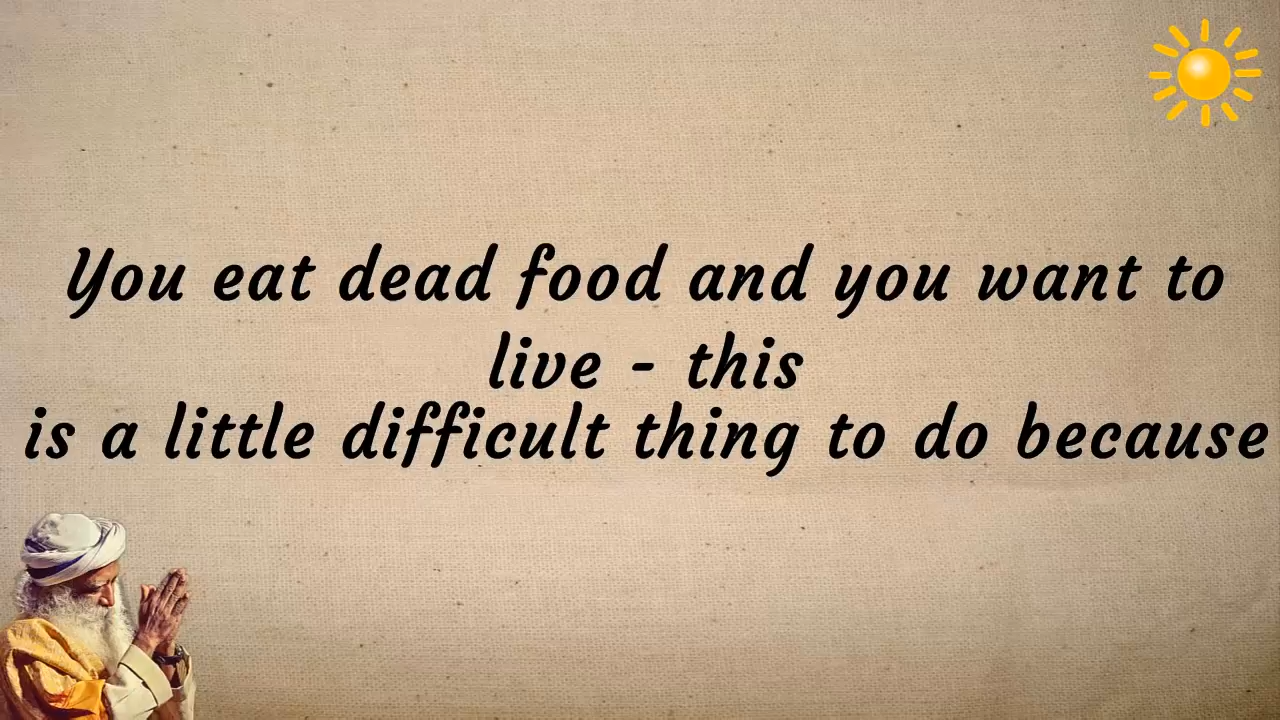 You eat dead food and you want to
live - this
is a little difficult thing to do because